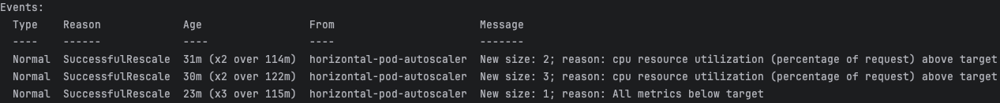 Events:
  Type    Reason             Age                 From                       Message
  ----    ------             ----                ----                       -------
  Normal  SuccessfulRescale  31m (x2 over 114m)  horizontal-pod-autoscaler  New size: 2; reason: cpu resource utilization (percentage of request) above target
  Normal  SuccessfulRescale  30m (x2 over 122m)  horizontal-pod-autoscaler  New size: 3; reason: cpu resource utilization (percentage of request) above target
  Normal  SuccessfulRescale  23m (x3 over 115m)  horizontal-pod-autoscaler  New size: 1; reason: All metrics below target